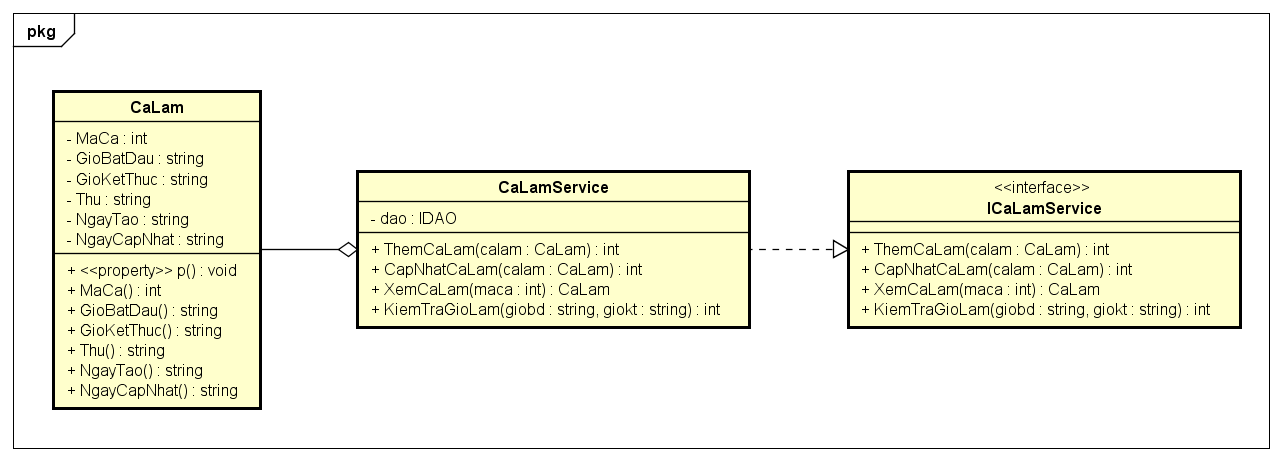 pkg
CaLam
- MaCa : int
- GioBatDau : string
- GioKetThuc : string
- Thu : string
- NgayTao : string
- NgayCapNhat : string
+ <<property>> p() : void
+ MaCa() : int
+ GioBatDau() : string
+ GioKetThuc() : string
+ Thu() : string
+ NgayTao() : string
+ NgayCapNhat() : string
CaLamService
- dao : IDAO
+ ThemCaLam(calam : CaLam) : int
+ CapNhatCaLam(calam : CaLam) : int
+ XemCaLam(maca : int) : CaLam
+ KiemTraGioLam(giobd : string, giokt : string) : int
<<interface>>
ICaLamService
+ ThemCaLam(calam : CaLam) : int
+ CapNhatCaLam(calam : CaLam) : int
+ XemCaLam(maca : int) : CaLam
+ KiemTraGioLam(giobd : string, giokt : string) : int